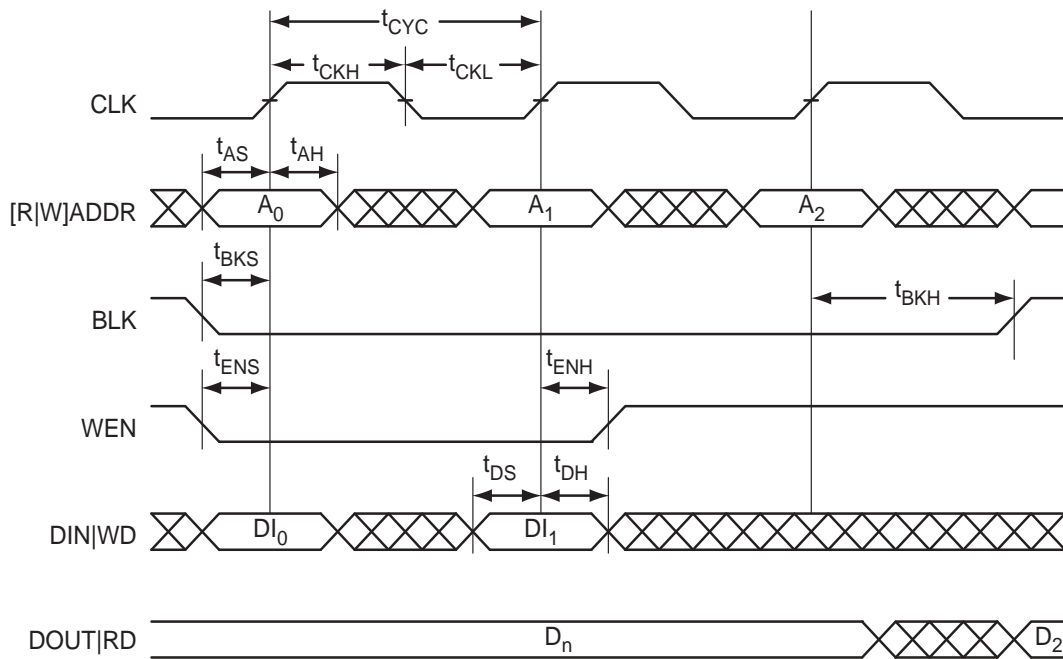 tCYC
tCKH tCKL
CLK
tAS tAH
[R|W]ADDR A0 A1 A2
tBKS tBKH
BLK
tENS tENH
WEN
tDS tDH
DIN|WD DI0 DI1
DOUT|RD Dn D2